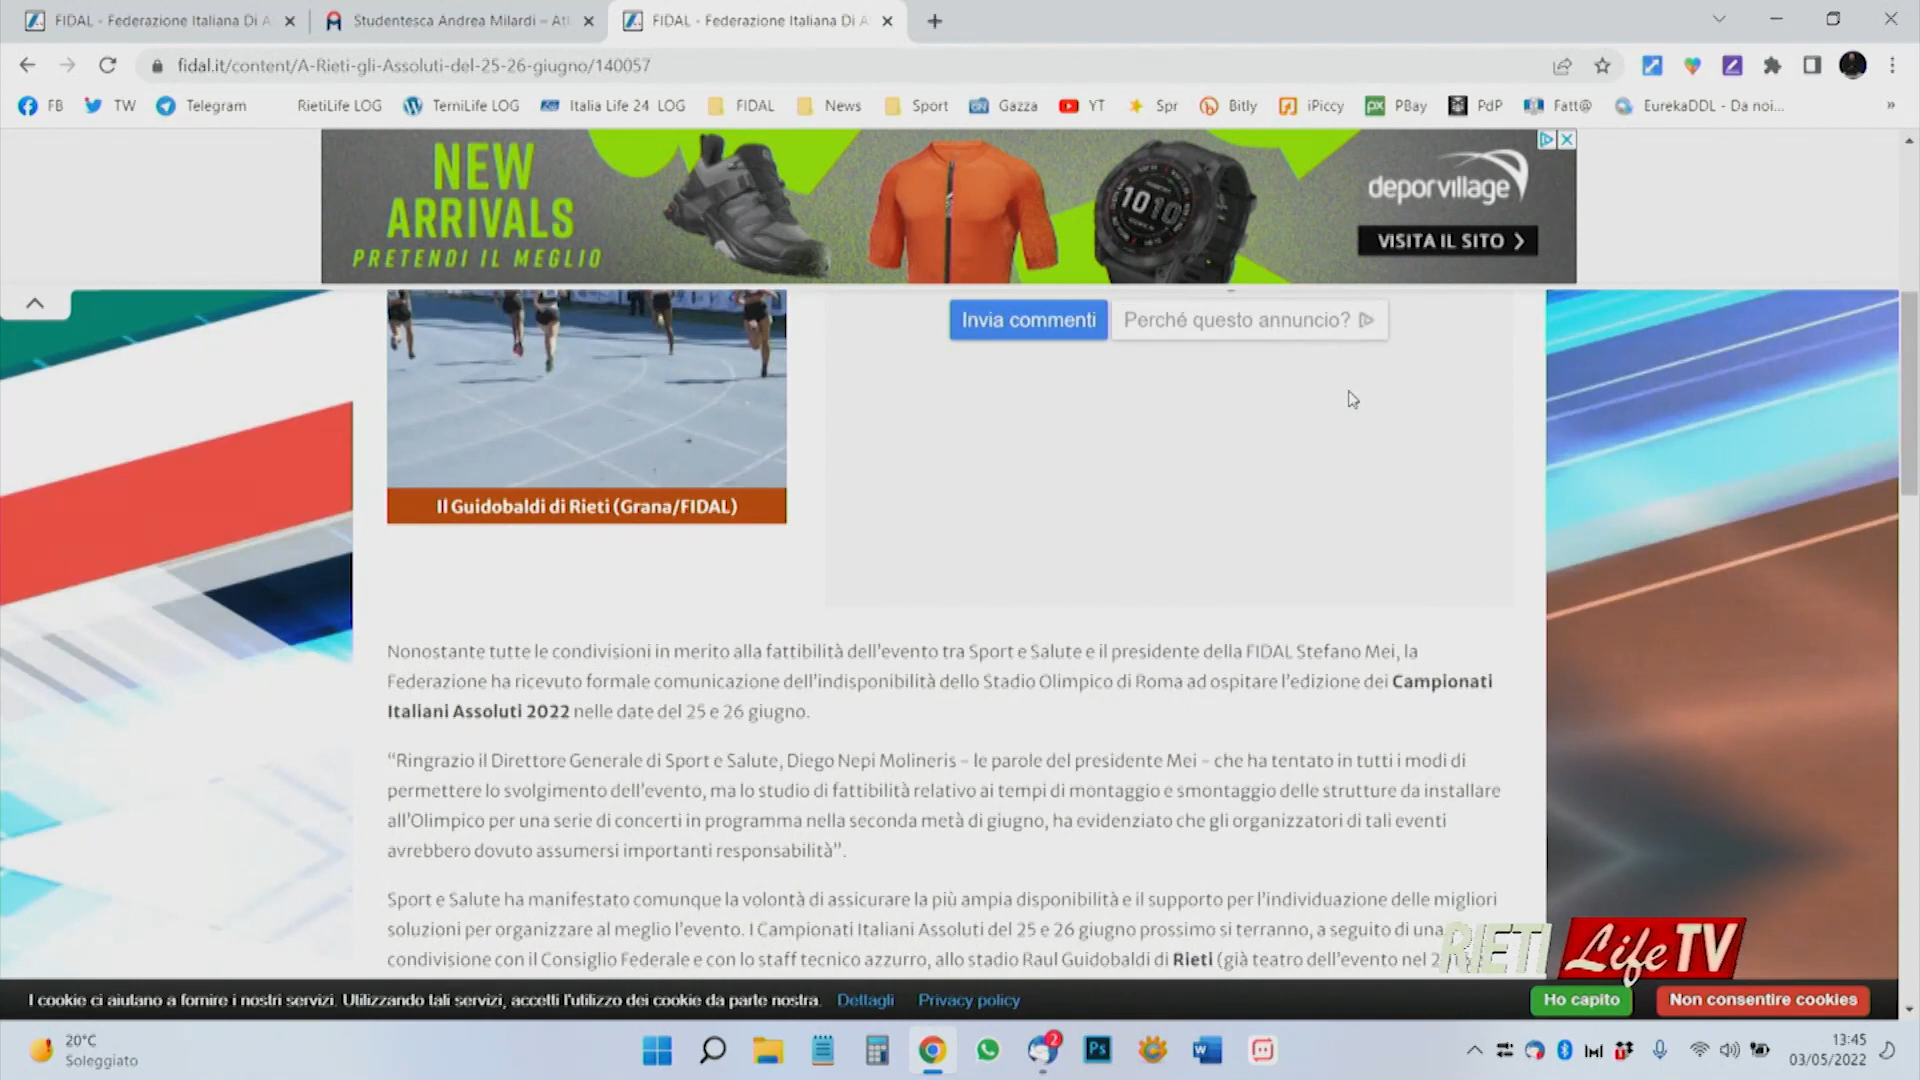 FIDAL - Federazione Italiana Di A
Studentesca Andrea Milardi – Atl
FIDAL - Federazione Italiana Di A
fidal.it/content/A-Rieti-gli-Assoluti-del-25-26-giugno/140057
FB
TW
Telegram
RietiLife LOG
TerniLife LOG
Italia Life 24 LOG
FIDAL
News
Sport
Gazza
YT
Spr
Bitly
iPiccy
PBay
PdP
Fatt@
EurekaDDL - Da noi...
»
NEW
ARRIVALS
PRETENDI IL MEGLIO
10:10
deporvillage
VISITA IL SITO
Invia commenti
Perché questo annuncio?
Il Guidobaldi di Rieti (Grana/FIDAL)
Nonostante tutte le condivisioni in merito alla fattibilità dell'evento tra Sport e Salute e il presidente della FIDAL Stefano Mei, la
Federazione ha ricevuto formale comunicazione dell'indisponibilità dello Stadio Olimpico di Roma ad ospitare l'edizione dei Campionati
Italiani Assoluti 2022 nelle date del 25 e 26 giugno.
“Ringrazio il Direttore Generale di Sport e Salute, Diego Nepi Molineris – le parole del presidente Mei – che ha tentato in tutti i modi di
permettere lo svolgimento dell'evento, ma lo studio di fattibilità relativo ai tempi di montaggio e smontaggio delle strutture da installare
all'Olimpico per una serie di concerti in programma nella seconda metà di giugno, ha evidenziato che gli organizzatori di tali eventi
avrebbero dovuto assumersi importanti responsabilità”.
Sport e Salute ha manifestato comunque la volontà di assicurare la più ampia disponibilità e il supporto per l'individuazione delle migliori
soluzioni per organizzare al meglio l'evento. I Campionati Italiani Assoluti del 25 e 26 giugno prossimo si terranno, a seguito di una
condivisione con il Consiglio Federale e con lo staff tecnico azzurro, allo stadio Raul Guidobaldi di Rieti (già teatro dell'evento nel 2
RIETI Life TV
I cookie ci aiutano a fornire i nostri servizi. Utilizzando tali servizi, accetti l'utilizzo dei cookie da parte nostra. Dettagli Privacy policy
Ho capito
Non consentire cookies
20°C
Soleggiato
2
Ps
13:45
03/05/2022